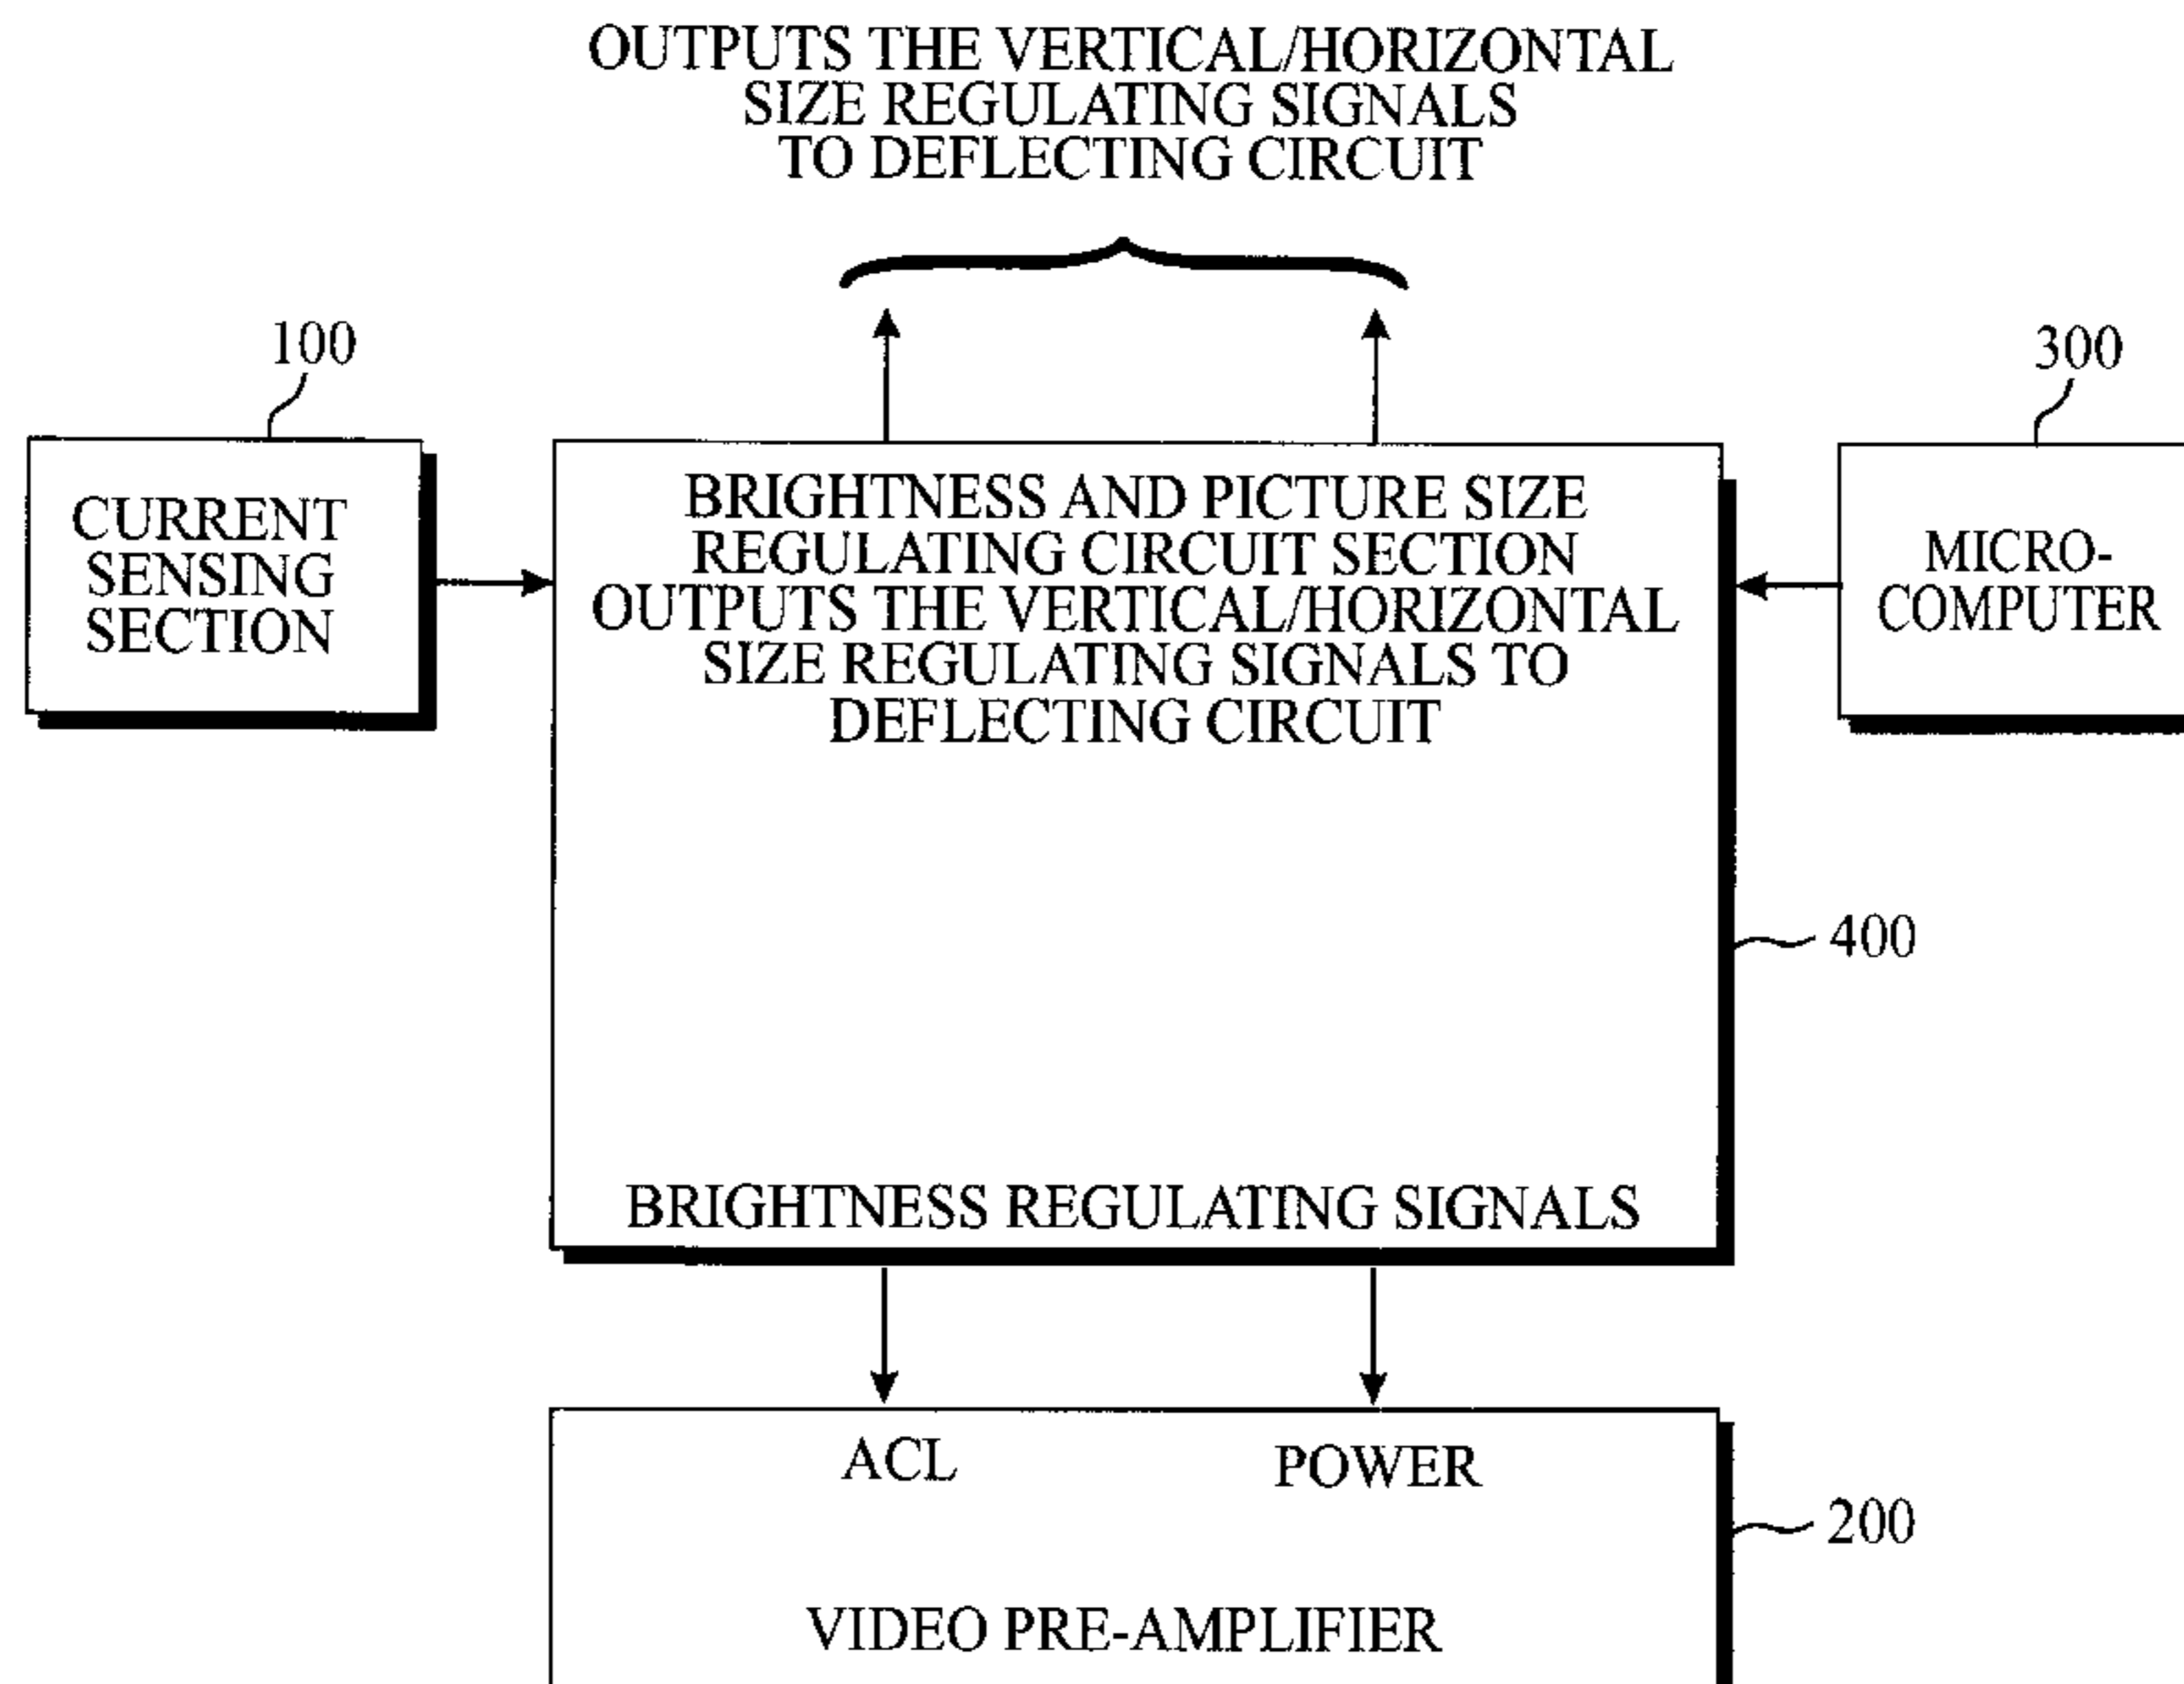 OUTPUTS THE VERTICAL/HORIZONTAL
SIZE REGULATING SIGNALS
TO DEFLECTING CIRCUIT
100
300
CURRENT
SENSING
SECTION
BRIGHTNESS AND PICTURE SIZE
REGULATING CIRCUIT SECTION
OUTPUTS THE VERTICAL/HORIZONTAL
SIZE REGULATING SIGNALS TO
DEFLECTING CIRCUIT
MICRO-
COMPUTER
400
BRIGHTNESS REGULATING SIGNALS
ACL
POWER
200
VIDEO PRE-AMPLIFIER